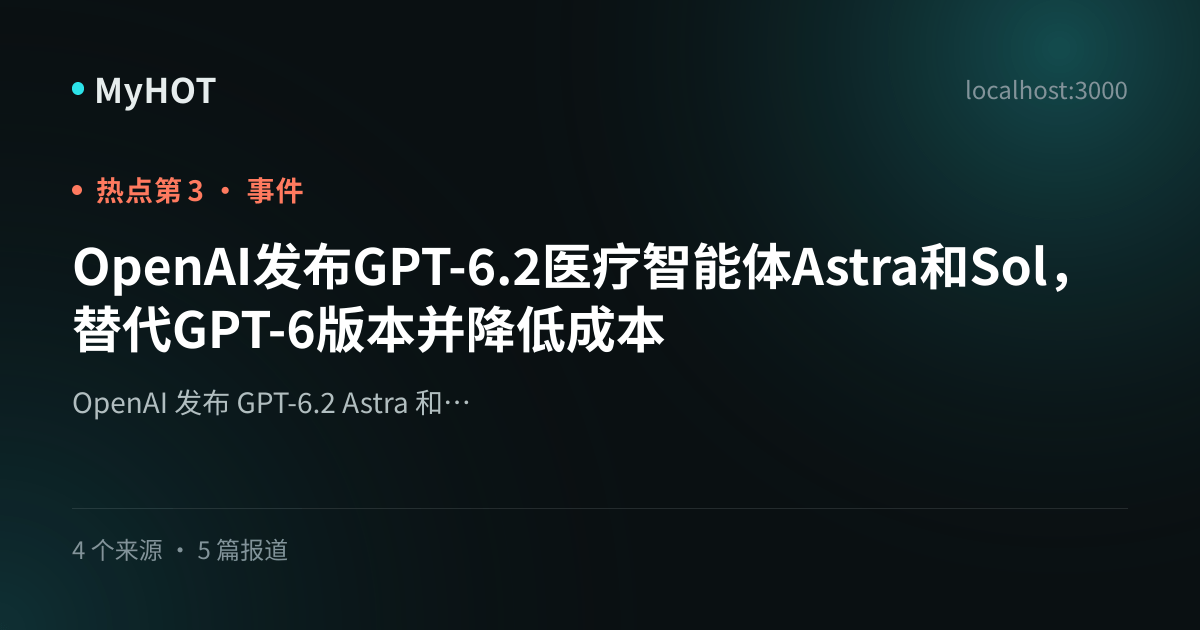 MyHOT
localhost:3000
热点第 3 · 事件
OpenAI发布GPT-6.2医疗智能体Astra和Sol，
替代GPT-6版本并降低成本
OpenAI 发布 GPT-6.2 Astra 和…
4 个来源 · 5 篇报道